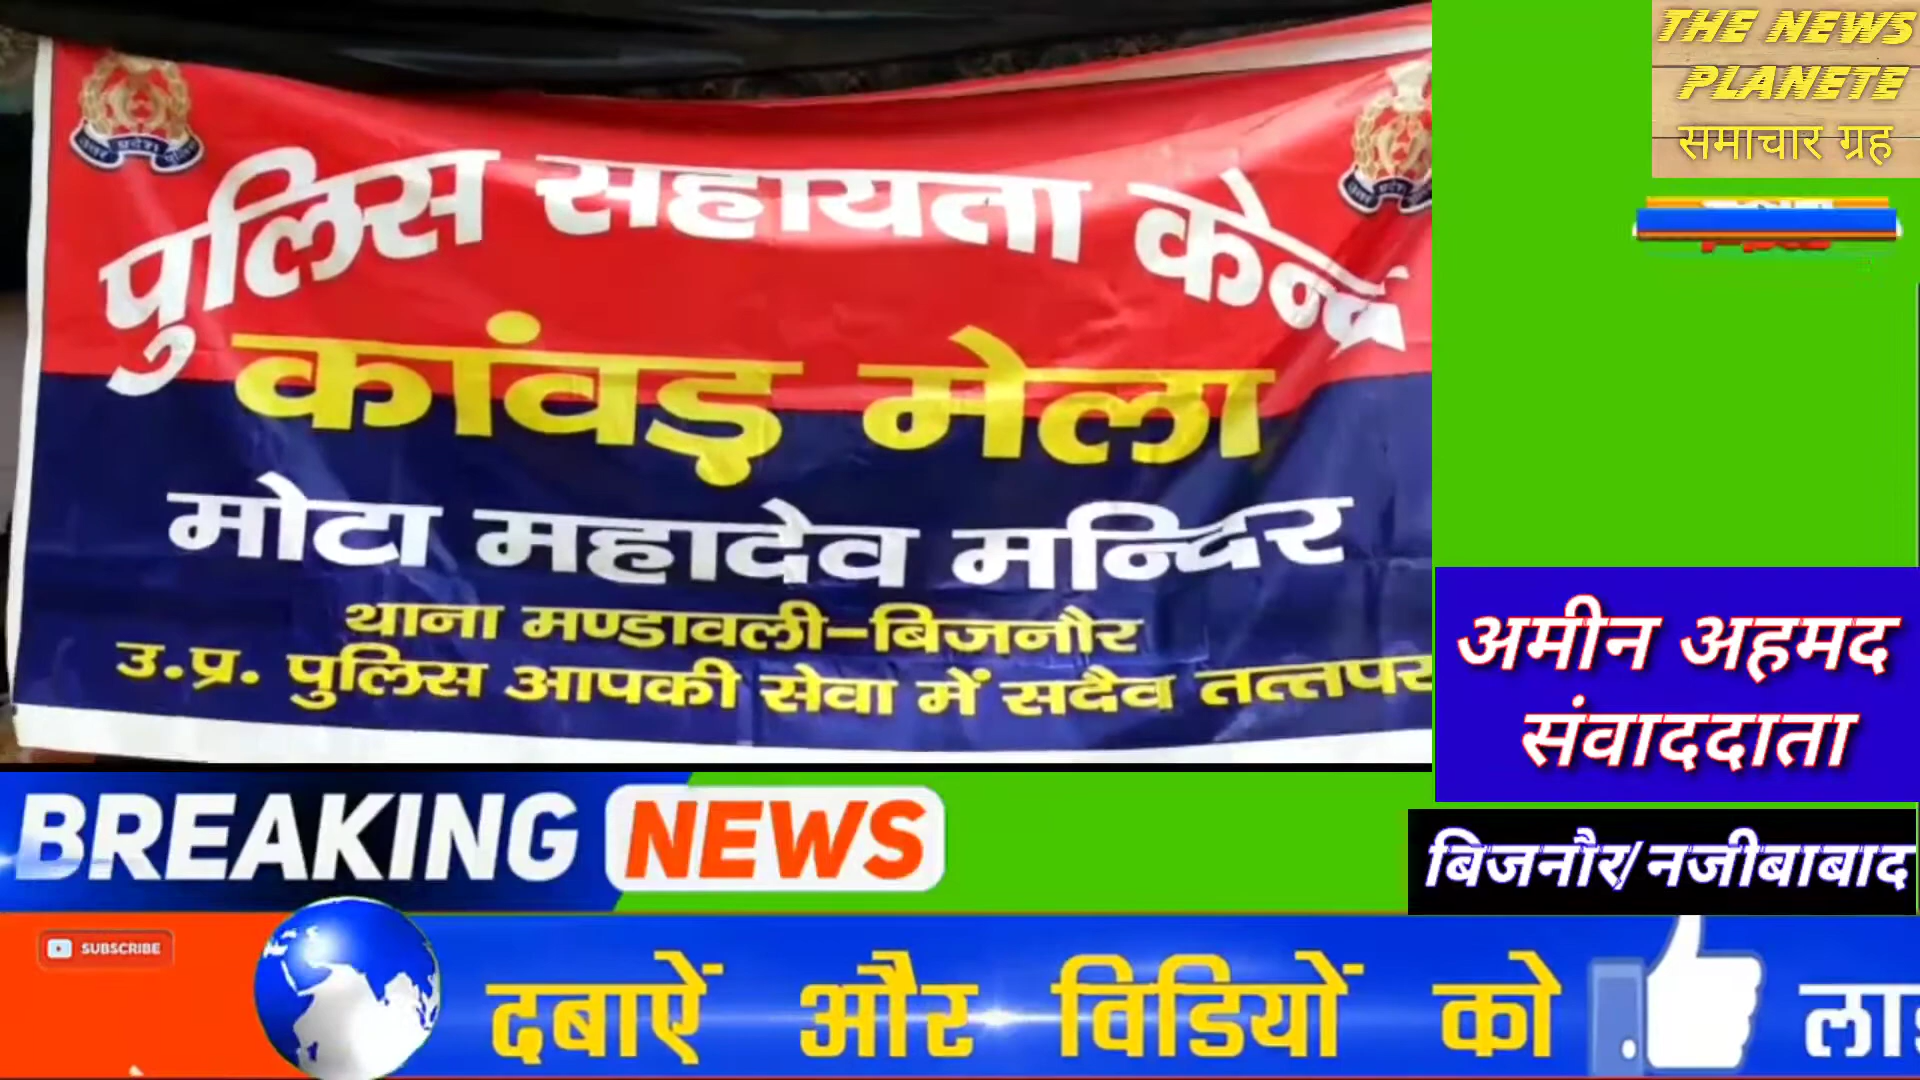 THE NEWS
PLANETE
समाचार ग्रह
पुलिस सहायता केन्द्र
कांवड़ मेला
मोटा महादेव मन्दिर
थाना मण्डावली-बिजनौर
उ.प्र. पुलिस आपकी सेवा में सदैव तत्तपर
अमीन अहमद
संवाददाता
BREAKING NEWS
बिजनौर/नजीबाबाद
SUBSCRIBE
दबाऐं और विडियों को